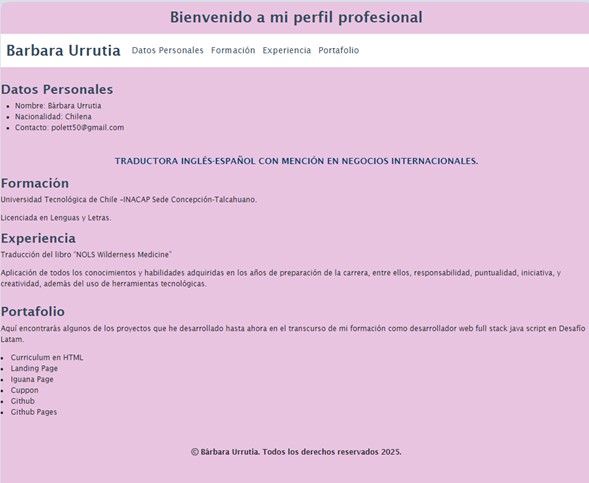 Bienvenido a mi perfil profesional
Barbara Urrutia Datos Personales Formación Experiencia Portafolio
Datos Personales
Nombre: Bàrbara Urrutia
Nacionalidad: Chilena
Contacto: polett50@gmail.com
TRADUCTORA INGLÉS-ESPAÑOL CON MENCIÓN EN NEGOCIOS INTERNACIONALES.
Formación
Universidad Tecnológica de Chile –INACAP Sede Concepción-Talcahuano.
Licenciada en Lenguas y Letras.
Experiencia
Traducción del libro “NOLS Wilderness Medicine”
Aplicación de todos los conocimientos y habilidades adquiridas en los años de preparación de la carrera, entre ellos, responsabilidad, puntualidad, iniciativa, y
creatividad, además del uso de herramientas tecnológicas.
Portafolio
Aquí encontraràs algunos de los proyectos que he desarrollado hasta ahora en el transcurso de mi formación como desarrollador web full stack java script en Desafío
Latam.
Curriculum en HTML
Landing Page
Iguana Page
Cuppon
Github
Github Pages
© Bàrbara Urrutia. Todos los derechos reservados 2025.